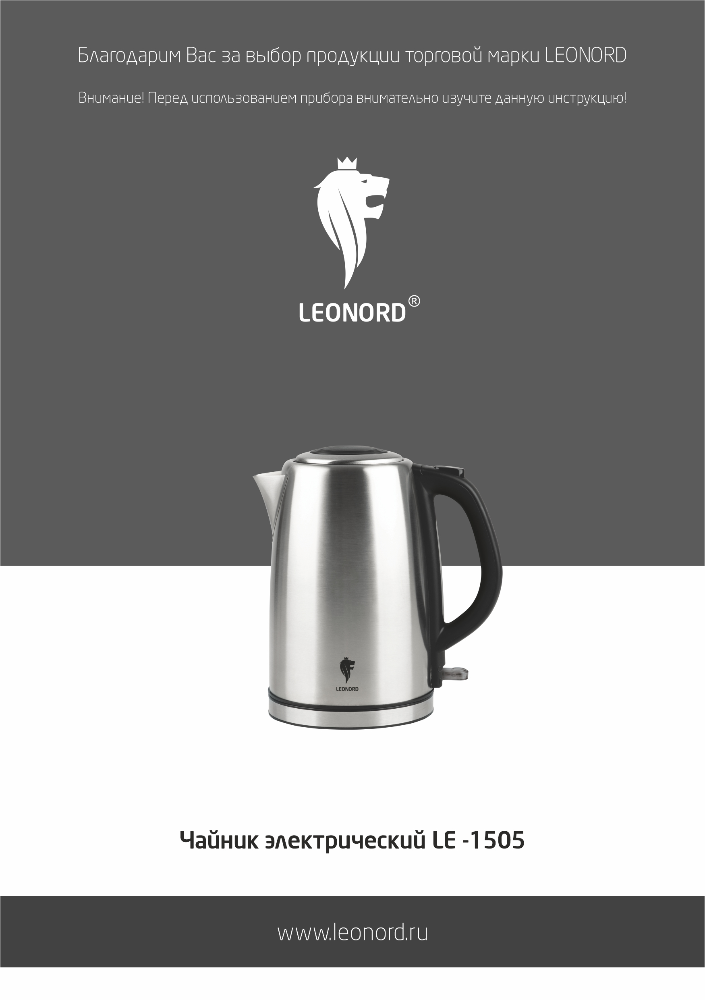 Благодарим Вас за выбор продукции торговой марки LEONORD
Внимание! Перед использованием прибора внимательно изучите данную инструкцию!
LEONORD®
LEONORD
Чайник электрический LE -1505
www.leonord.ru